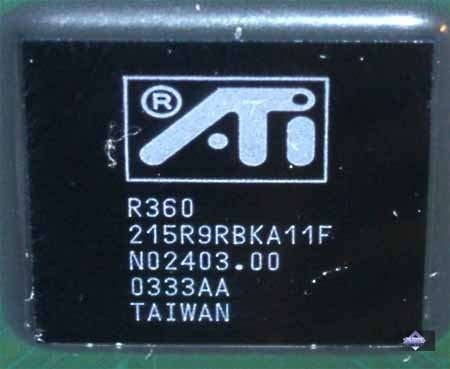 ® ATi
R360
215R9RBKA11F
N02403.00
0333AA
TAIWAN